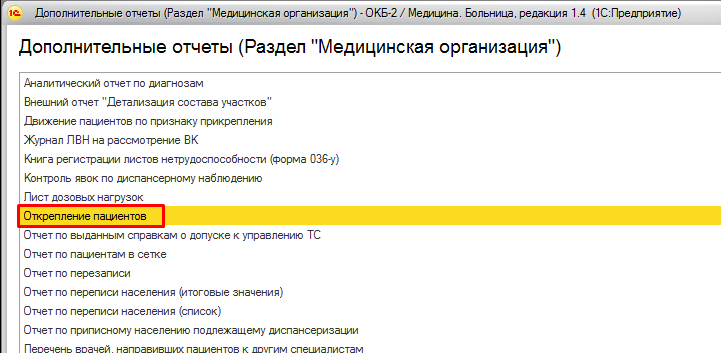 Дополнительные отчеты (Раздел "Медицинская организация") - ОКБ-2 / Медицина. Больница, редакция 1.4 (1С:Предприятие)
Дополнительные отчеты (Раздел "Медицинская организация")
Аналитический отчет по диагнозам
Внешний отчет "Детализация состава участков"
Движение пациентов по признаку прикрепления
Журнал ЛВН на рассмотрение ВК
Книга регистрации листов нетрудоспособности (форма 036-у)
Контроль явок по диспансерному наблюдению
Лист дозовых нагрузок
Открепление пациентов
Отчет по выданным справкам о допуске к управлению ТС
Отчет по пациентам в сетке
Отчет по перезаписи
Отчет по переписи населения (итоговые значения)
Отчет по переписи населения (список)
Отчет по приписному населению подлежащему диспансеризации
Перечень врачей, направивших пациентов к другим специалистам